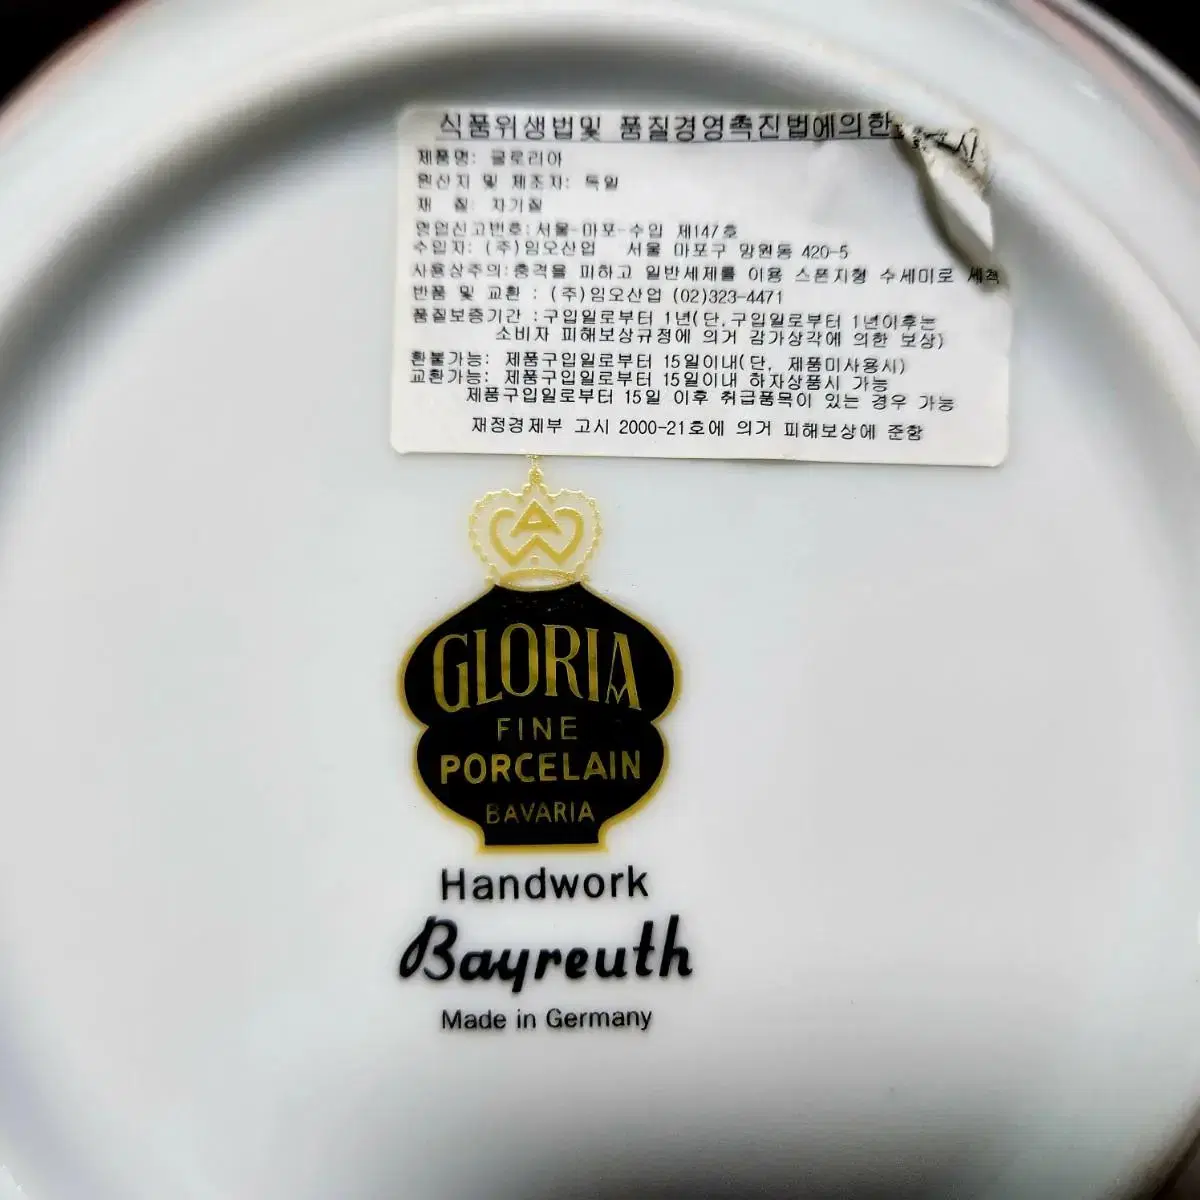 식품위생법및 품질경영촉진법에의한 시
제품명: 글로리아
원산지 및 제조자: 독일
재 질: 자기질
영업신고번호:서울-마포-수입 제147호
수입자: (주)임오산업 서울 마포구 망원동 420-5
사용상주의:충격을 피하고 일반세제를 이용 스폰지형 수세미로 세척
반품 및 교환 : (주)임오산업 (02)323-4471
품질보증기간 :구입일로부터 1년(단,구입일로부터 1년이후는
소비자 피해보상규정에 의거 감가상각에 의한 보상)
환불가능: 제품구입일로부터 15일이내(단, 제품미사용시)
교환가능: 제품구입일로부터 15일이내 하자상품시 가능
제품구입일로부터 15일 이후 취급품목이 있는 경우 가능
재정경제부 고시 2000-21호에 의거 피해보상에 준함
GLORIA
FINE
PORCELAIN
BAVARIA
Handwork
Bayreuth
Made in Germany